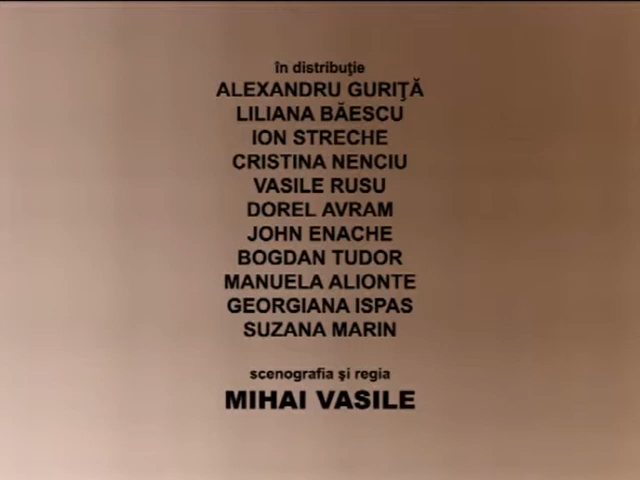 în distribuţie
ALEXANDRU GURIŢĂ
LILIANA BĂESCU
ION STRECHE
CRISTINA NENCIU
VASILE RUSU
DOREL AVRAM
JOHN ENACHE
BOGDAN TUDOR
MANUELA ALIONTE
GEORGIANA ISPAS
SUZANA MARIN
scenografia şi regia
MIHAI VASILE